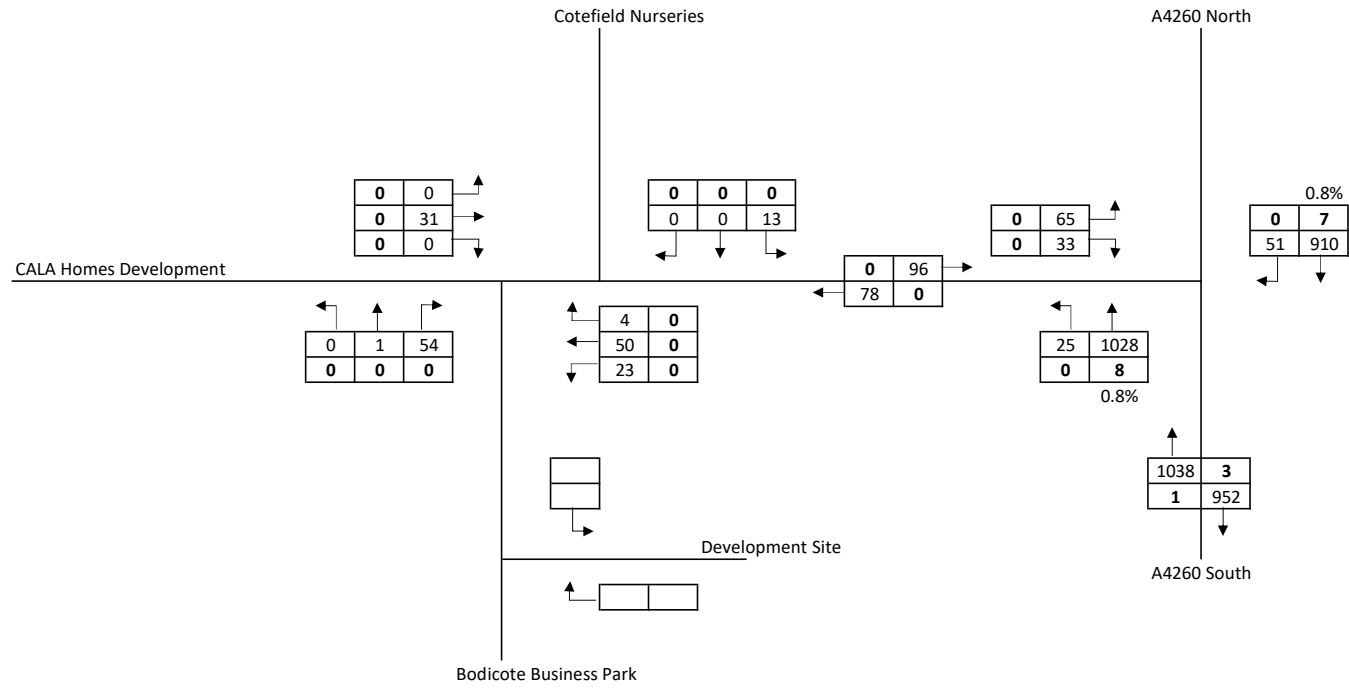 Cotefield Nurseries
A4260 North
0 0
0 31
0 0
0 0 0
0 0 13
0 65
0 33
0.8%
0 7
51 910
CALA Homes Development
0 96
78 0
0 1 54
0 0 0
4 0
50 0
23 0
25 1028
0 8
0.8%
1038 3
1 952
Development Site
A4260 South
Bodicote Business Park